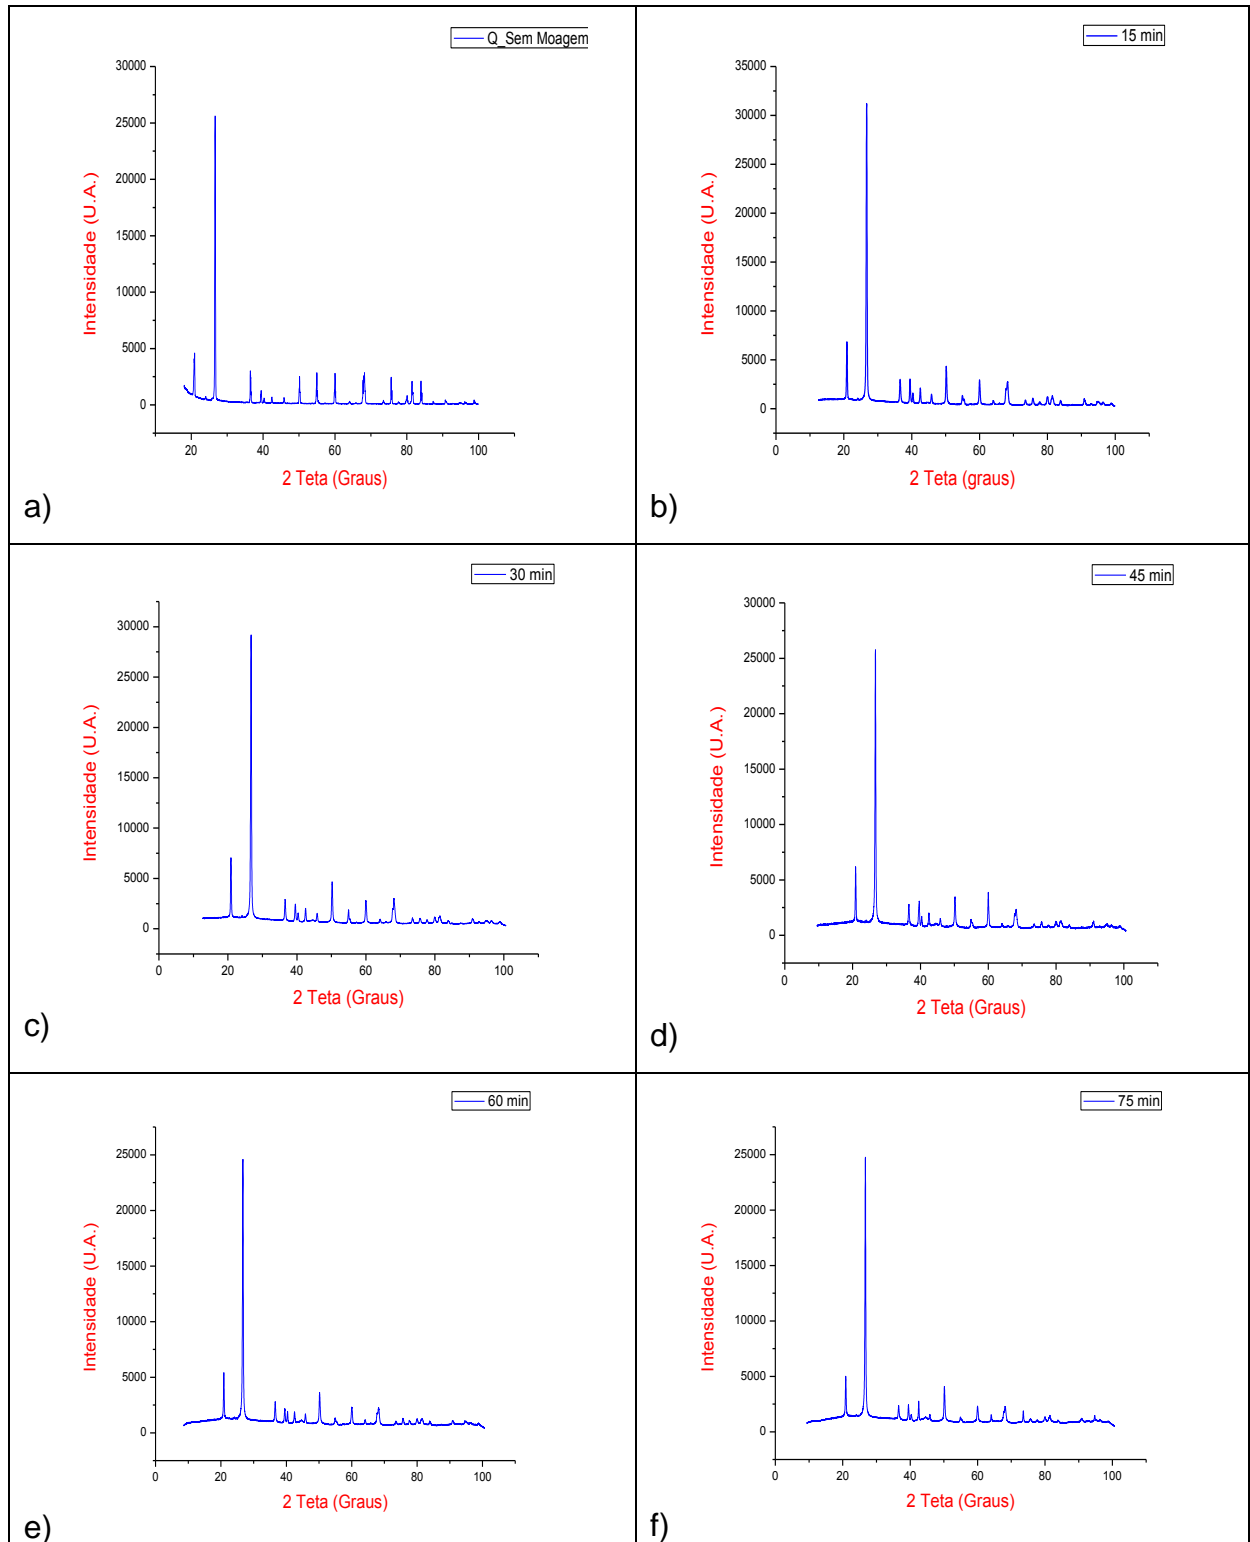 Q_Sem Moagem
30000
25000
20000
15000
10000
5000
0
20 40 60 80 100
Intensidade (U.A.)
2 Teta (Graus)
a)
15 min
35000
30000
25000
20000
15000
10000
5000
0
0 20 40 60 80 100
Intensidade (U.A.)
2 Teta (graus)
b)
30 min
30000
25000
20000
15000
10000
5000
0
0 20 40 60 80 100
Intensidade (U.A.)
2 Teta (Graus)
c)
45 min
30000
25000
20000
15000
10000
5000
0
0 20 40 60 80 100
Intensidade (U.A.)
2 Teta (Graus)
d)
60 min
25000
20000
15000
10000
5000
0
0 20 40 60 80 100
Intensidade (U.A.)
2 Teta (Graus)
e)
75 min
25000
20000
15000
10000
5000
0
0 20 40 60 80 100
Intensidade (U.A.)
2 Teta (Graus)
f)